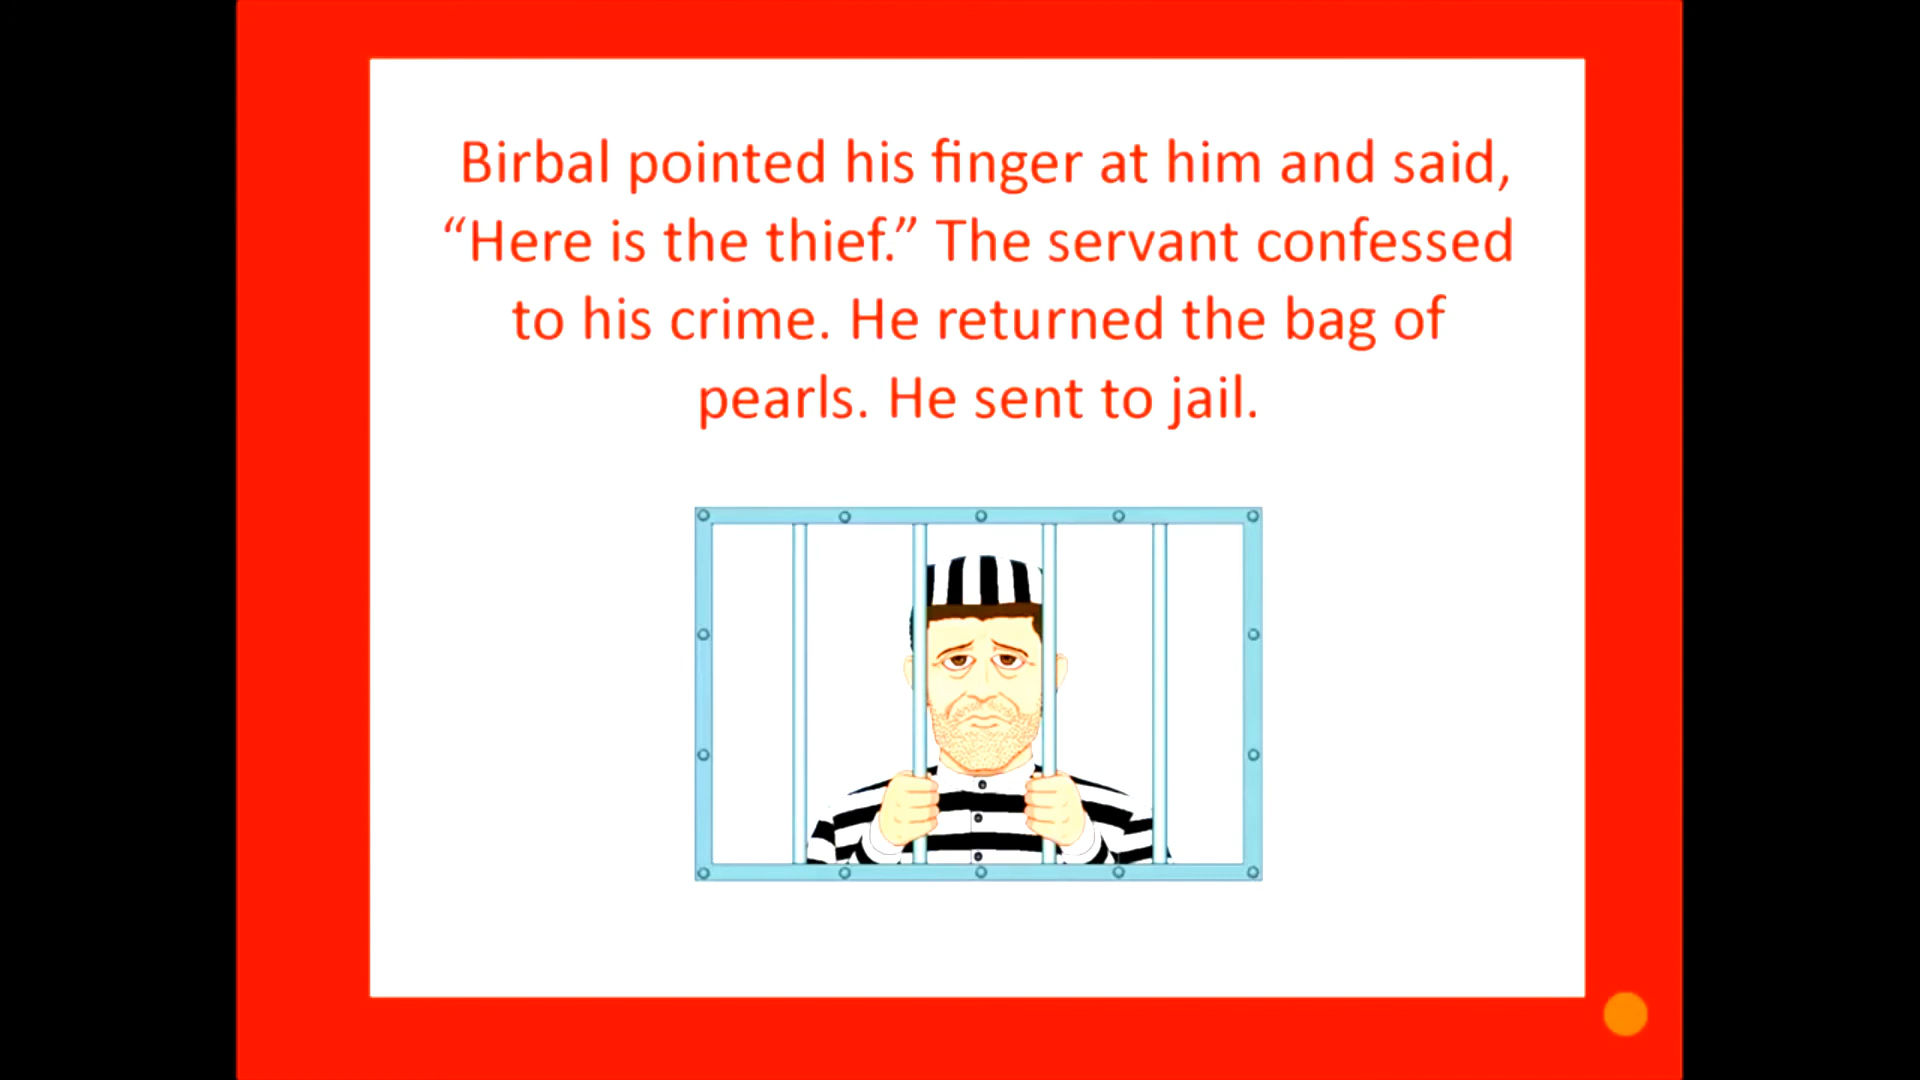 Birbal pointed his finger at him and said,
“Here is the thief.” The servant confessed
to his crime. He returned the bag of
pearls. He sent to jail.